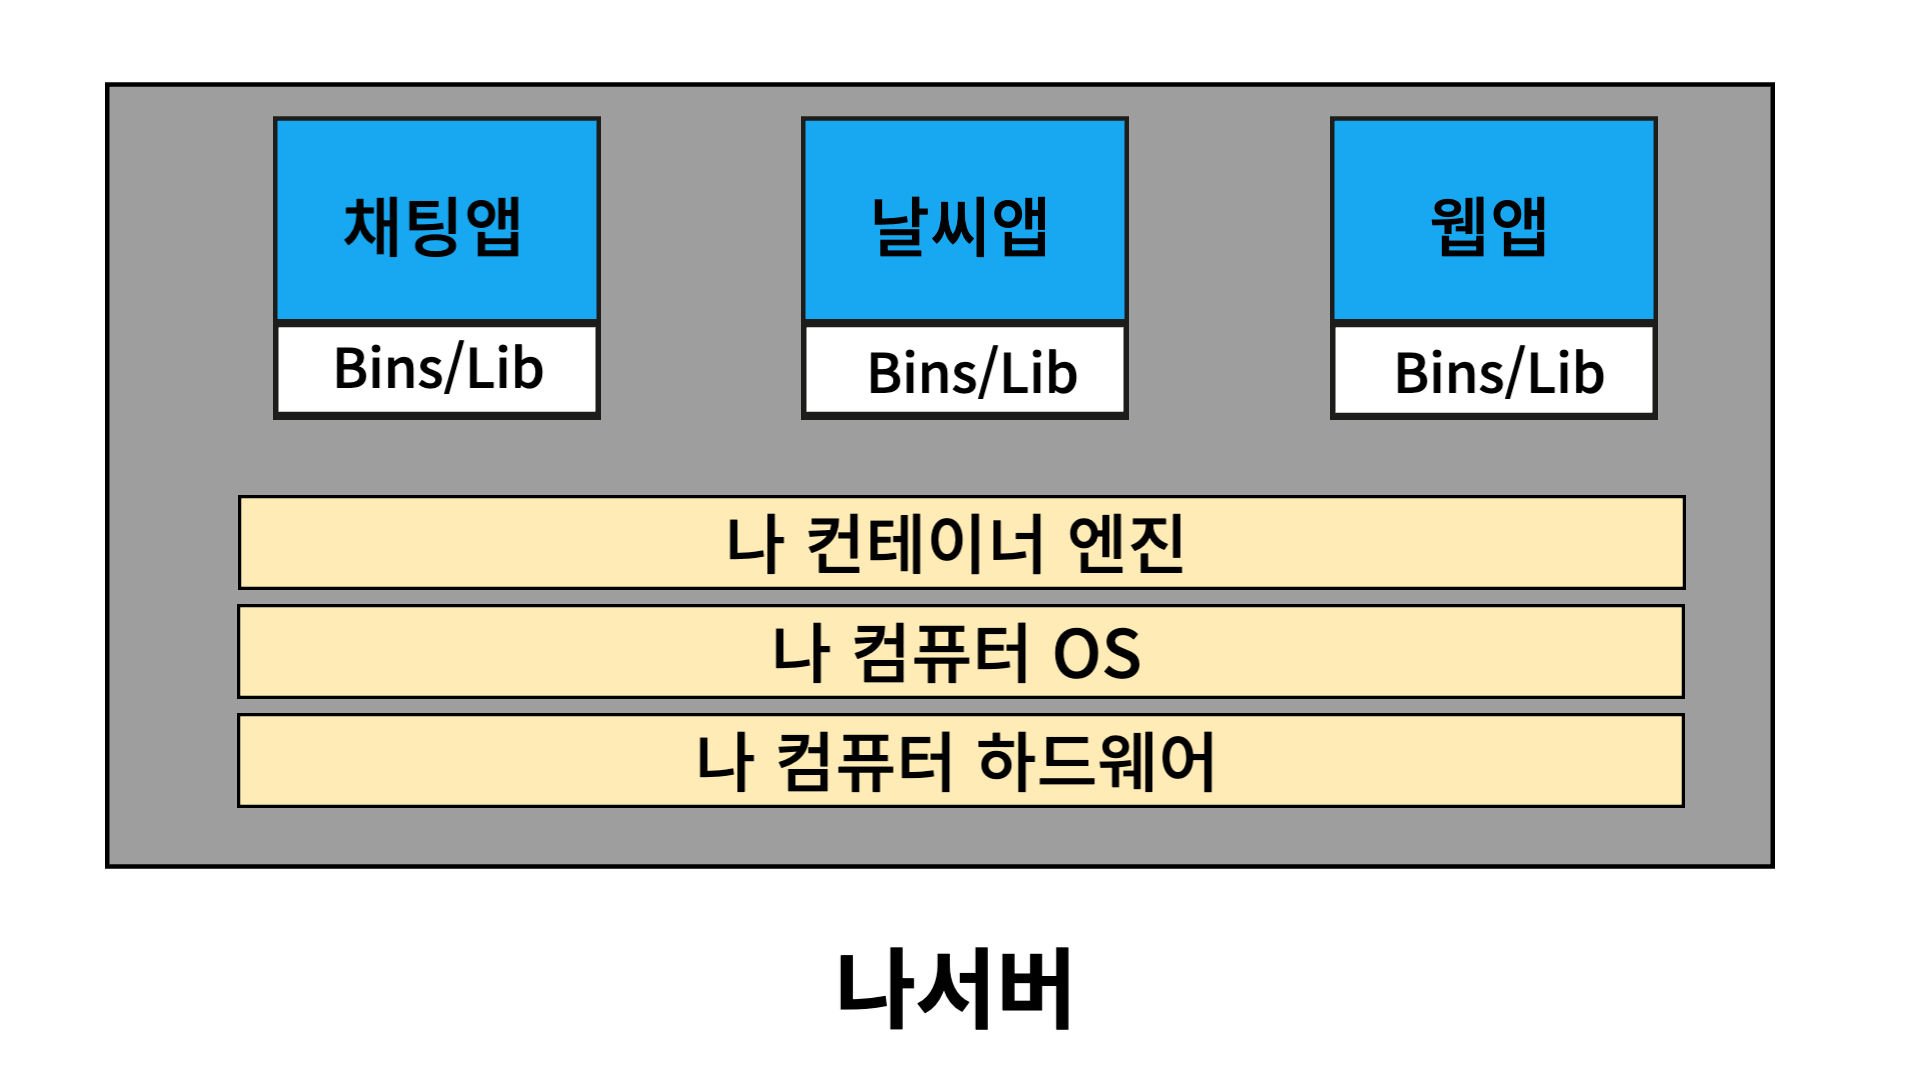 채팅앱
날씨앱
웹앱
Bins/Lib
Bins/Lib
Bins/Lib
나 컨테이너 엔진
나 컴퓨터 OS
나 컴퓨터 하드웨어
나서버